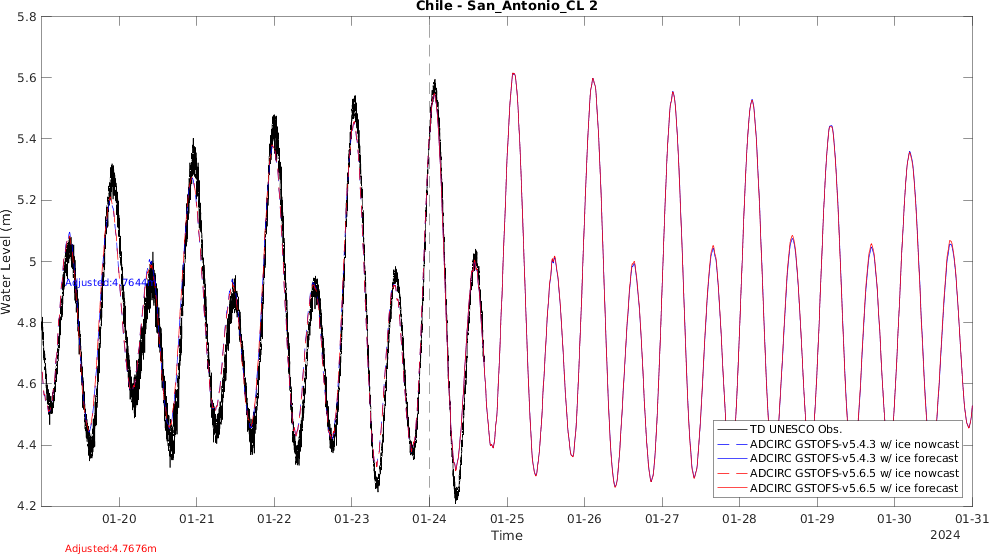 Chile - San_Antonio_CL 2
5.8
5.6
5.4
5.2
5
4.8
4.6
4.4
4.2
Water Level (m)
Adjusted:4.7644
TD UNESCO Obs.
ADCIRC GSTOFS-v5.4.3 w/ ice nowcast
ADCIRC GSTOFS-v5.4.3 w/ ice forecast
ADCIRC GSTOFS-v5.6.5 w/ ice nowcast
ADCIRC GSTOFS-v5.6.5 w/ ice forecast
01-20 01-21 01-22 01-23 01-24 01-25 01-26 01-27 01-28 01-29 01-30 01-31
Time
2024
Adjusted:4.7676m